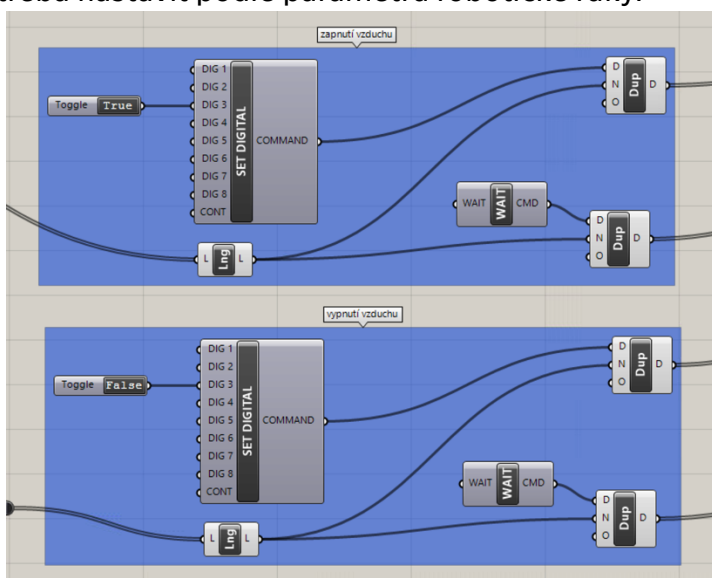 třeba nastavit podle parametrů robotické ruky.
zapnutí vzduchu
Toggle True
DIG 1
DIG 2
DIG 3
DIG 4
DIG 5
DIG 6
DIG 7
DIG 8
CONT
SET DIGITAL
COMMAND
D
N
O
Dup
D
WAIT
WAIT
CMD
D
N
O
Dup
D
L
Lng
L
vypnutí vzduchu
Toggle False
DIG 1
DIG 2
DIG 3
DIG 4
DIG 5
DIG 6
DIG 7
DIG 8
CONT
SET DIGITAL
COMMAND
D
N
O
Dup
D
WAIT
WAIT
CMD
D
N
O
Dup
D
L
Lng
L